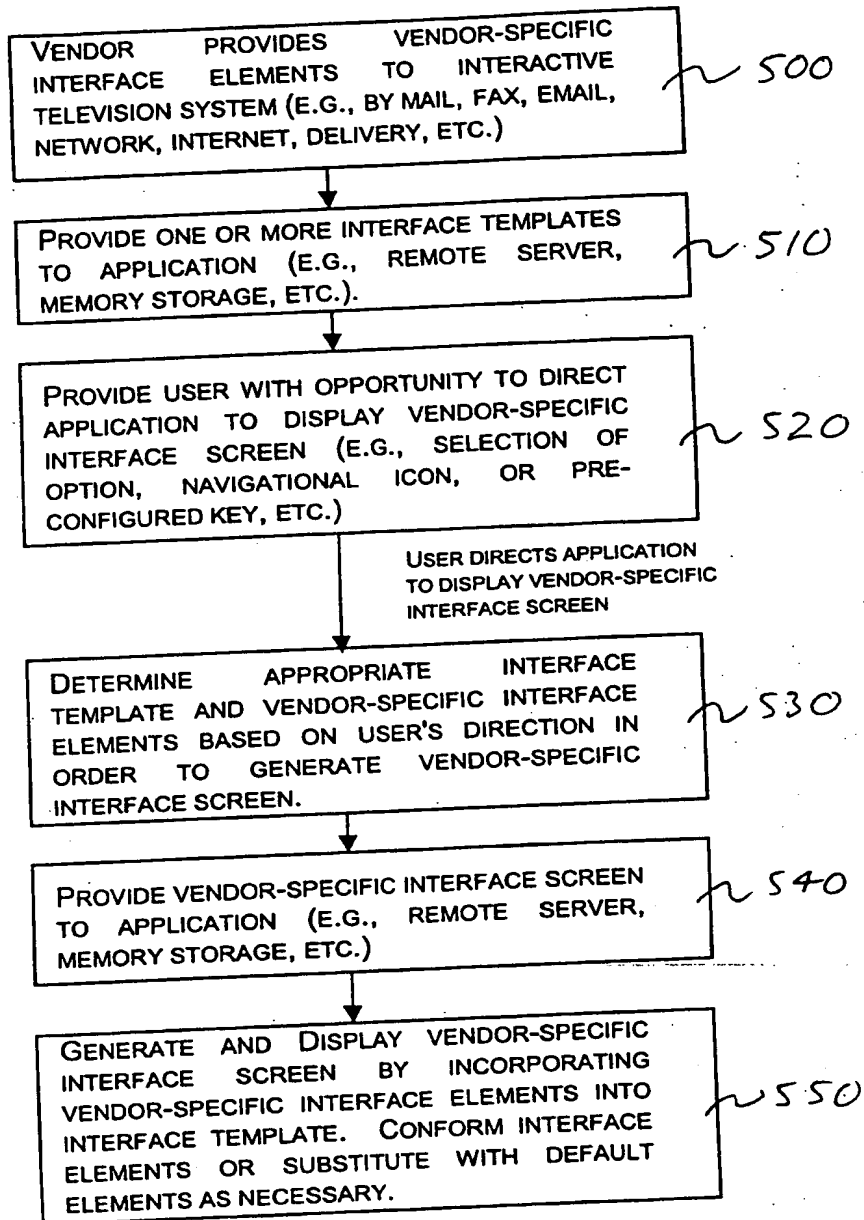 VENDOR PROVIDES VENDOR-SPECIFIC
INTERFACE ELEMENTS TO INTERACTIVE
TELEVISION SYSTEM (E.G., BY MAIL, FAX, EMAIL,
NETWORK, INTERNET, DELIVERY, ETC.)
500
PROVIDE ONE OR MORE INTERFACE TEMPLATES
TO APPLICATION (E.G., REMOTE SERVER,
MEMORY STORAGE, ETC.).
510
PROVIDE USER WITH OPPORTUNITY TO DIRECT
APPLICATION TO DISPLAY VENDOR-SPECIFIC
INTERFACE SCREEN (E.G., SELECTION OF
OPTION, NAVIGATIONAL ICON, OR PRE-
CONFIGURED KEY, ETC.)
520
USER DIRECTS APPLICATION
TO DISPLAY VENDOR-SPECIFIC
INTERFACE SCREEN
DETERMINE APPROPRIATE INTERFACE
TEMPLATE AND VENDOR-SPECIFIC INTERFACE
ELEMENTS BASED ON USER'S DIRECTION IN
ORDER TO GENERATE VENDOR-SPECIFIC
INTERFACE SCREEN.
530
PROVIDE VENDOR-SPECIFIC INTERFACE SCREEN
TO APPLICATION (E.G., REMOTE SERVER,
MEMORY STORAGE, ETC.)
540
GENERATE AND DISPLAY VENDOR-SPECIFIC
INTERFACE SCREEN BY INCORPORATING
VENDOR-SPECIFIC INTERFACE ELEMENTS INTO
INTERFACE TEMPLATE. CONFORM INTERFACE
ELEMENTS OR SUBSTITUTE WITH DEFAULT
ELEMENTS AS NECESSARY.
550